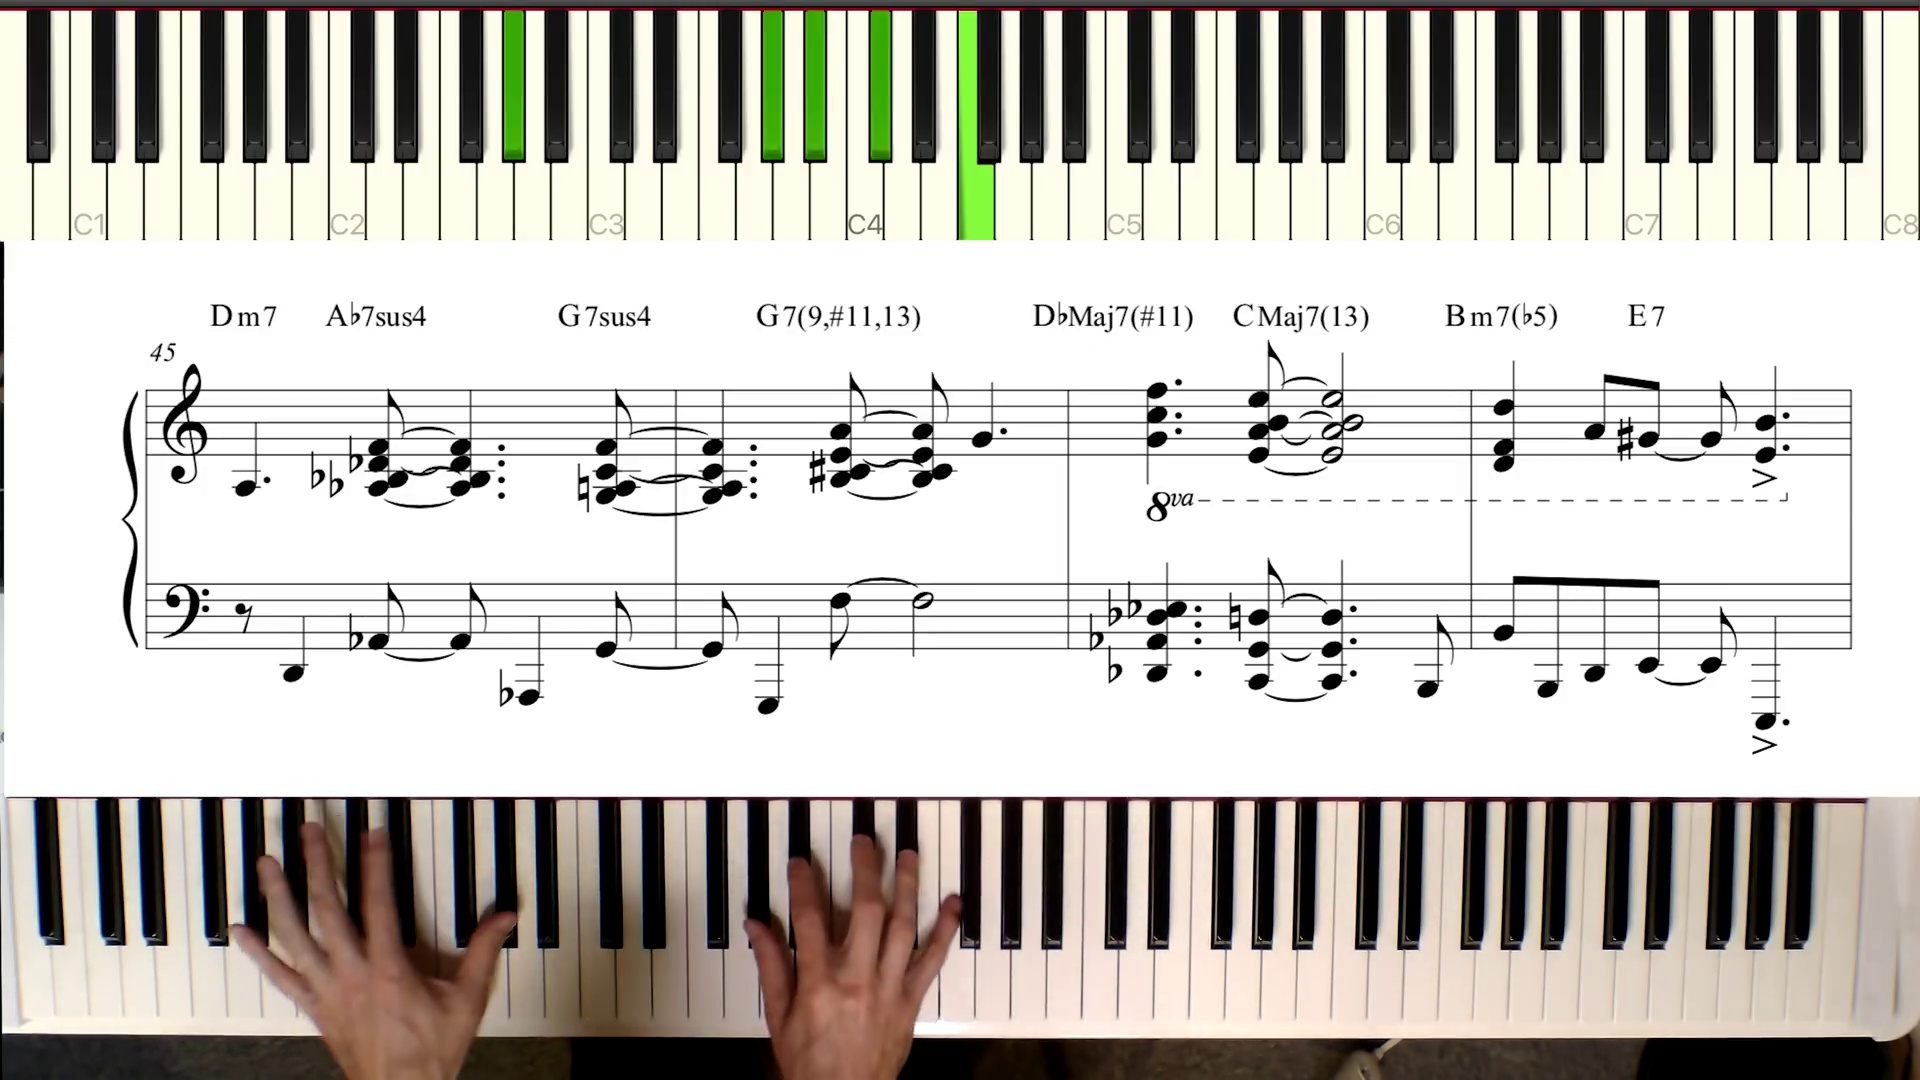 C1 C2 C3 C4 C5 C6 C7 C8
Dm7 A♭7sus4 G7sus4 G7(9,#11,13) D♭Maj7(#11) CMaj7(13) Bm7(♭5) E7
45
8va